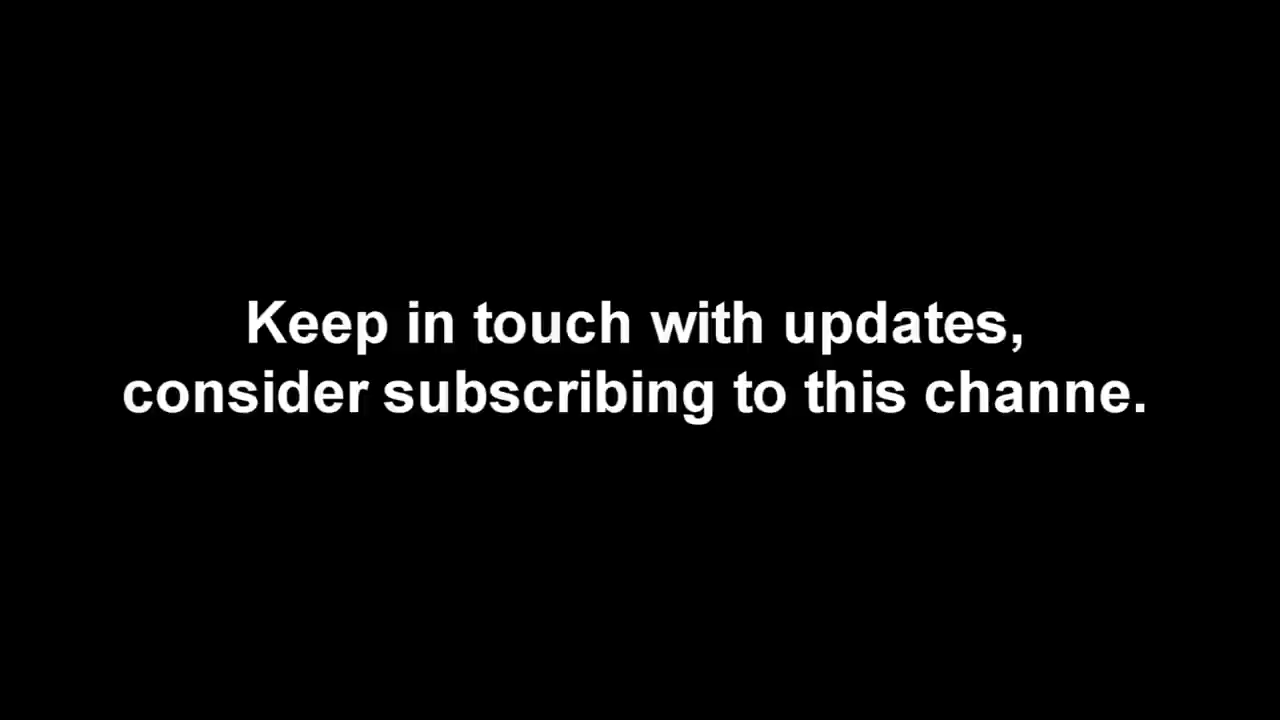 Keep in touch with updates,
consider subscribing to this channe.